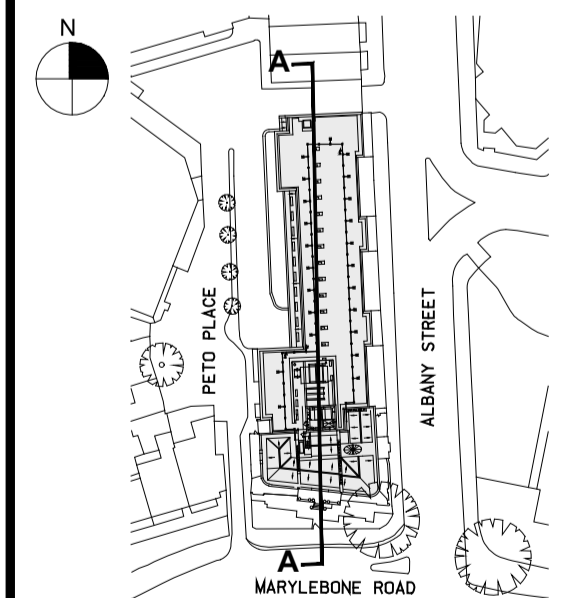 N
A
PETO PLACE
ALBANY STREET
A
MARYLEBONE ROAD